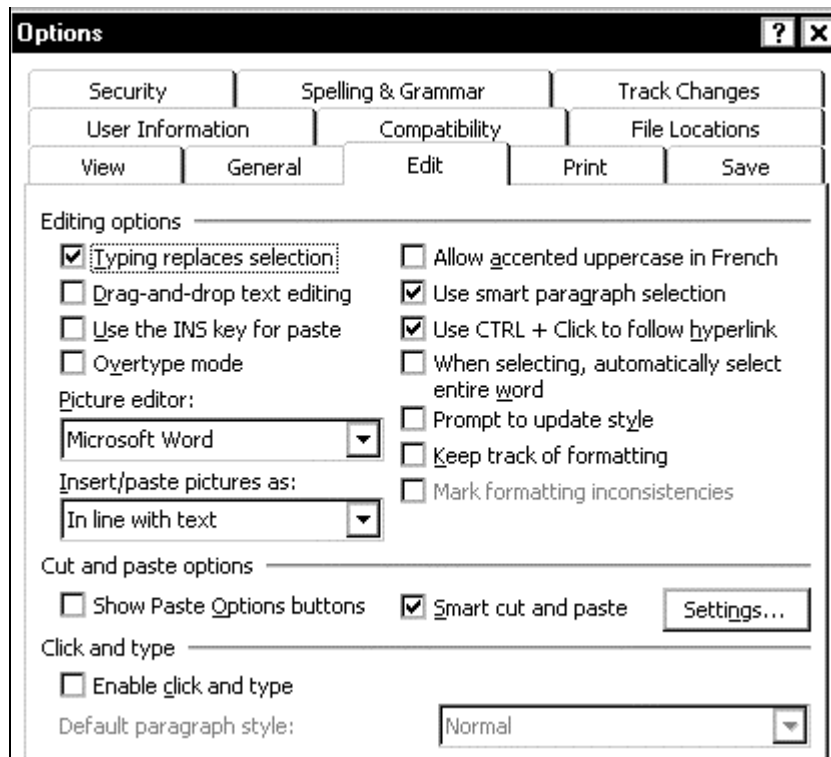 Options
Security Spelling & Grammar Track Changes
User Information Compatibility File Locations
View General Edit Print Save
Editing options
Typing replaces selection
Drag-and-drop text editing
Use the INS key for paste
Overtype mode
Picture editor:
Microsoft Word
Insert/paste pictures as:
In line with text
Allow accented uppercase in French
Use smart paragraph selection
Use CTRL + Click to follow hyperlink
When selecting, automatically select
entire word
Prompt to update style
Keep track of formatting
Mark formatting inconsistencies
Cut and paste options
Show Paste Options buttons Smart cut and paste Settings...
Click and type
Enable click and type
Default paragraph style: Normal